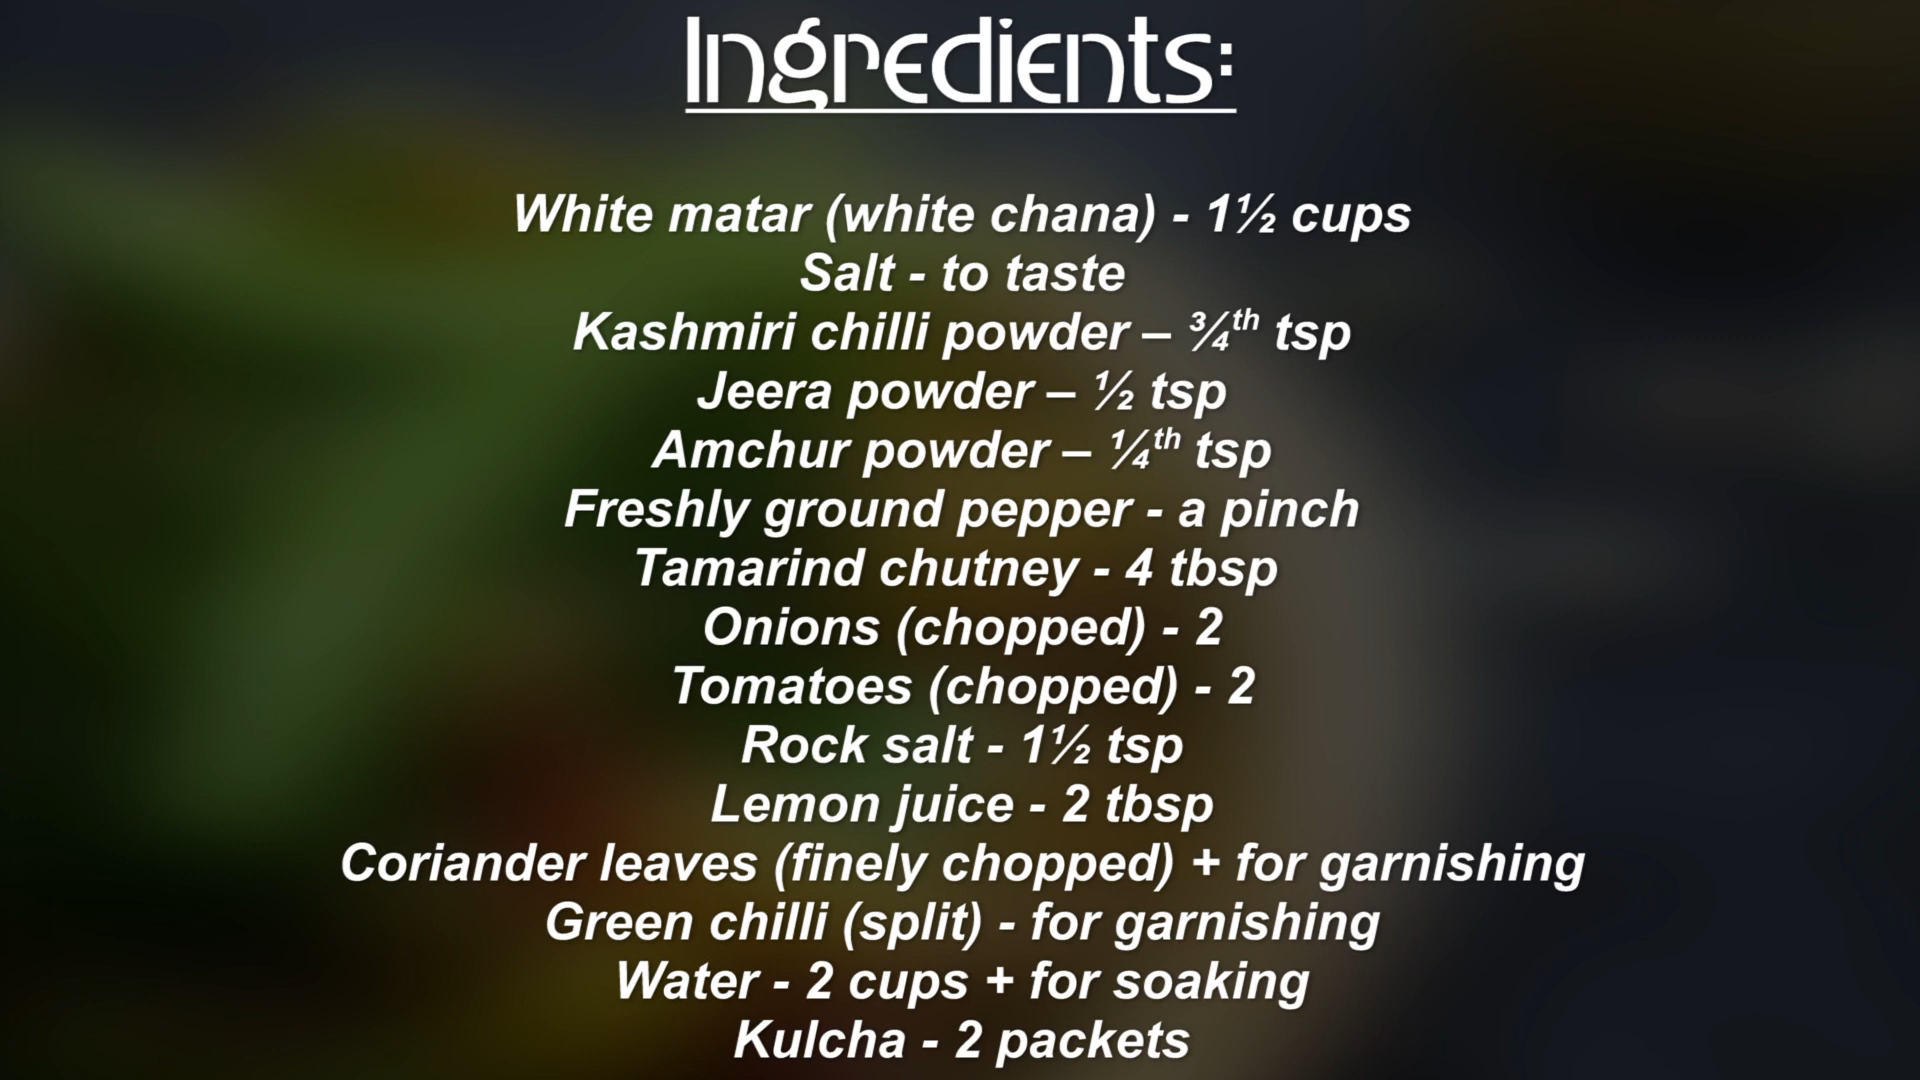 Ingredients:
White matar (white chana) - 1½ cups
Salt - to taste
Kashmiri chilli powder – ¾th tsp
Jeera powder – ½ tsp
Amchur powder – ¼th tsp
Freshly ground pepper - a pinch
Tamarind chutney - 4 tbsp
Onions (chopped) - 2
Tomatoes (chopped) - 2
Rock salt - 1½ tsp
Lemon juice - 2 tbsp
Coriander leaves (finely chopped) + for garnishing
Green chilli (split) - for garnishing
Water - 2 cups + for soaking
Kulcha - 2 packets